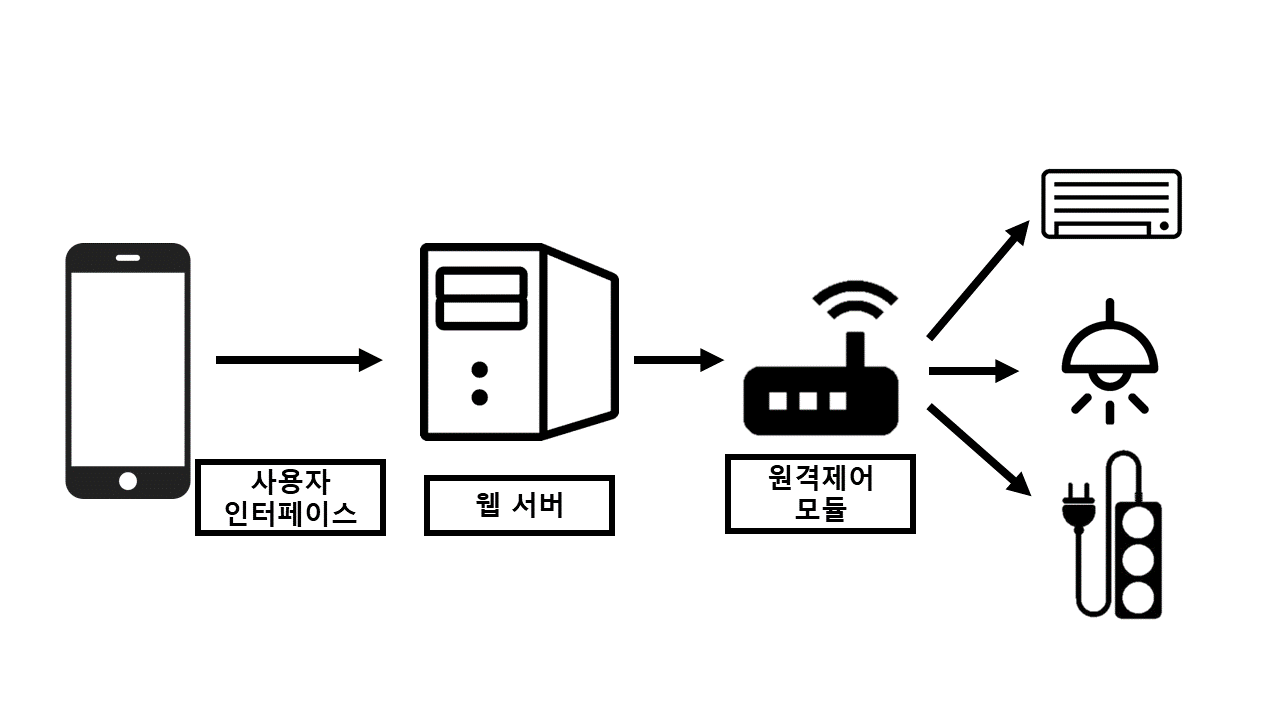 사용자
인터페이스
웹 서버
원격제어
모듈